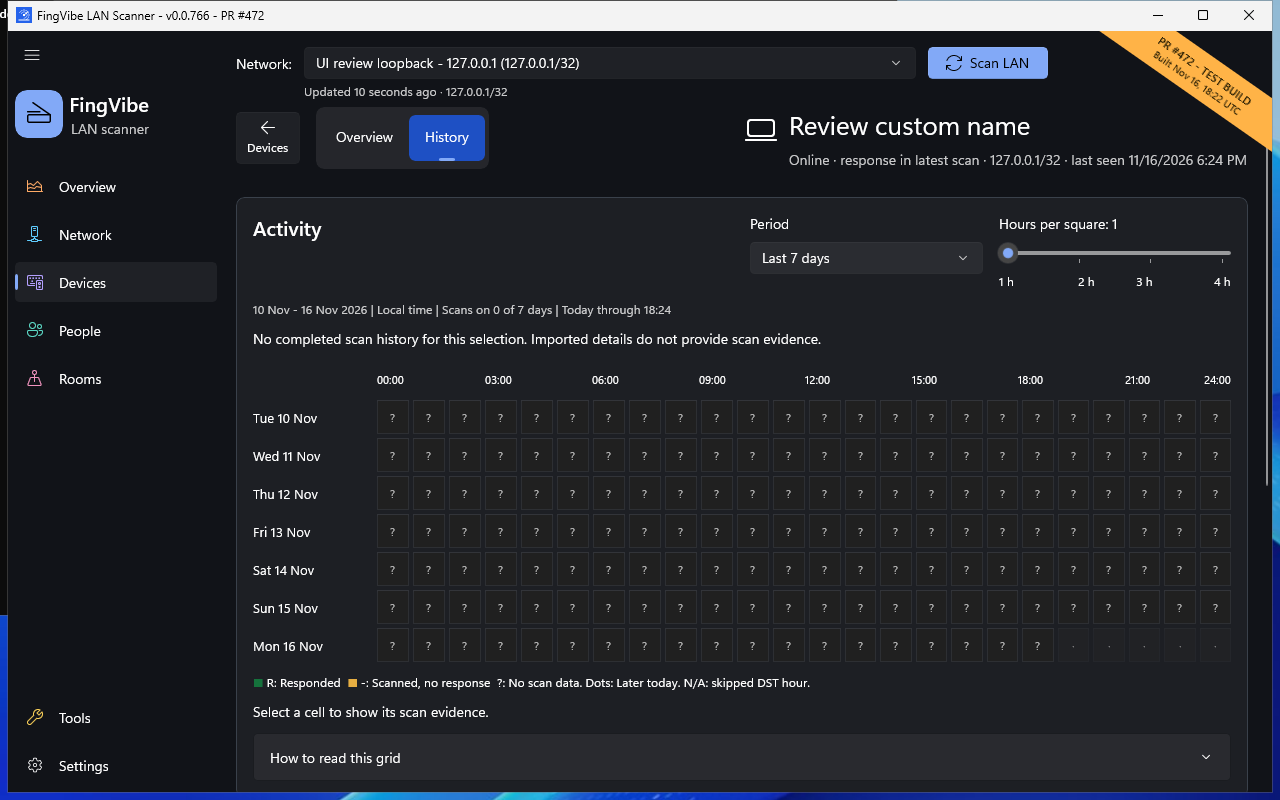 FingVibe LAN Scanner - v0.0.766 - PR #472
PR #472 - TEST BUILD
Built Nov 16, 18:22 UTC
Network:
UI review loopback - 127.0.0.1 (127.0.0.1/32)
Scan LAN
Updated 10 seconds ago · 127.0.0.1/32
FingVibe
LAN scanner
Devices
Overview
History
Review custom name
Online · response in latest scan · 127.0.0.1/32 · last seen 11/16/2026 6:24 PM
Overview
Network
Devices
People
Rooms
Tools
Settings
Activity
Period
Last 7 days
Hours per square: 1
1 h 2 h 3 h 4 h
10 Nov - 16 Nov 2026 | Local time | Scans on 0 of 7 days | Today through 18:24
No completed scan history for this selection. Imported details do not provide scan evidence.
00:00 03:00 06:00 09:00 12:00 15:00 18:00 21:00 24:00
Tue 10 Nov ? ? ? ? ? ? ? ? ? ? ? ? ? ? ? ? ? ? ? ? ? ? ? ?
Wed 11 Nov ? ? ? ? ? ? ? ? ? ? ? ? ? ? ? ? ? ? ? ? ? ? ? ?
Thu 12 Nov ? ? ? ? ? ? ? ? ? ? ? ? ? ? ? ? ? ? ? ? ? ? ? ?
Fri 13 Nov ? ? ? ? ? ? ? ? ? ? ? ? ? ? ? ? ? ? ? ? ? ? ? ?
Sat 14 Nov ? ? ? ? ? ? ? ? ? ? ? ? ? ? ? ? ? ? ? ? ? ? ? ?
Sun 15 Nov ? ? ? ? ? ? ? ? ? ? ? ? ? ? ? ? ? ? ? ? ? ? ? ?
Mon 16 Nov ? ? ? ? ? ? ? ? ? ? ? ? ? ? ? ? ? ? ? · · · · ·
R: Responded -: Scanned, no response ?: No scan data. Dots: Later today. N/A: skipped DST hour.
Select a cell to show its scan evidence.
How to read this grid